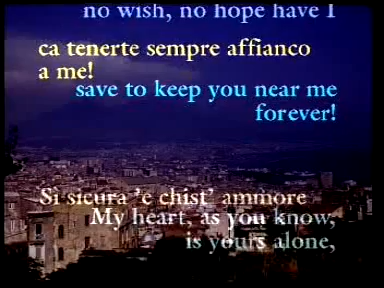 no wish, no hope have I
ca tenerte sempre affianco
a me!
save to keep you near me
forever!
Si sicura 'e chist' ammore
My heart, as you know,
is yours alone,